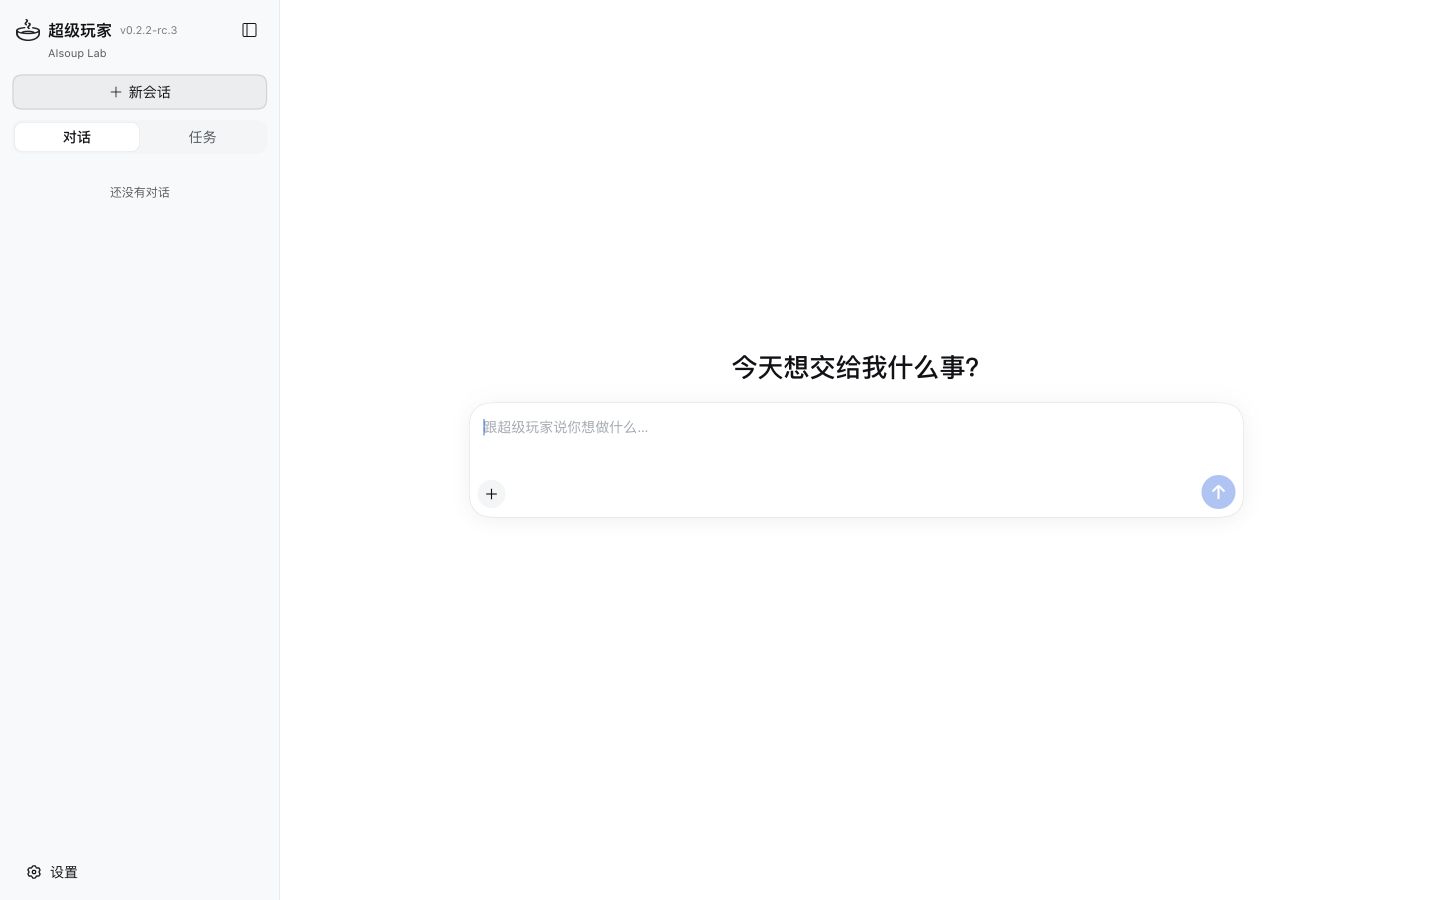 超级玩家 v0.2.2-rc.3
AIsoup Lab
新会话
对话 任务
还没有对话
今天想交给我什么事?
跟超级玩家说你想做什么...
设置